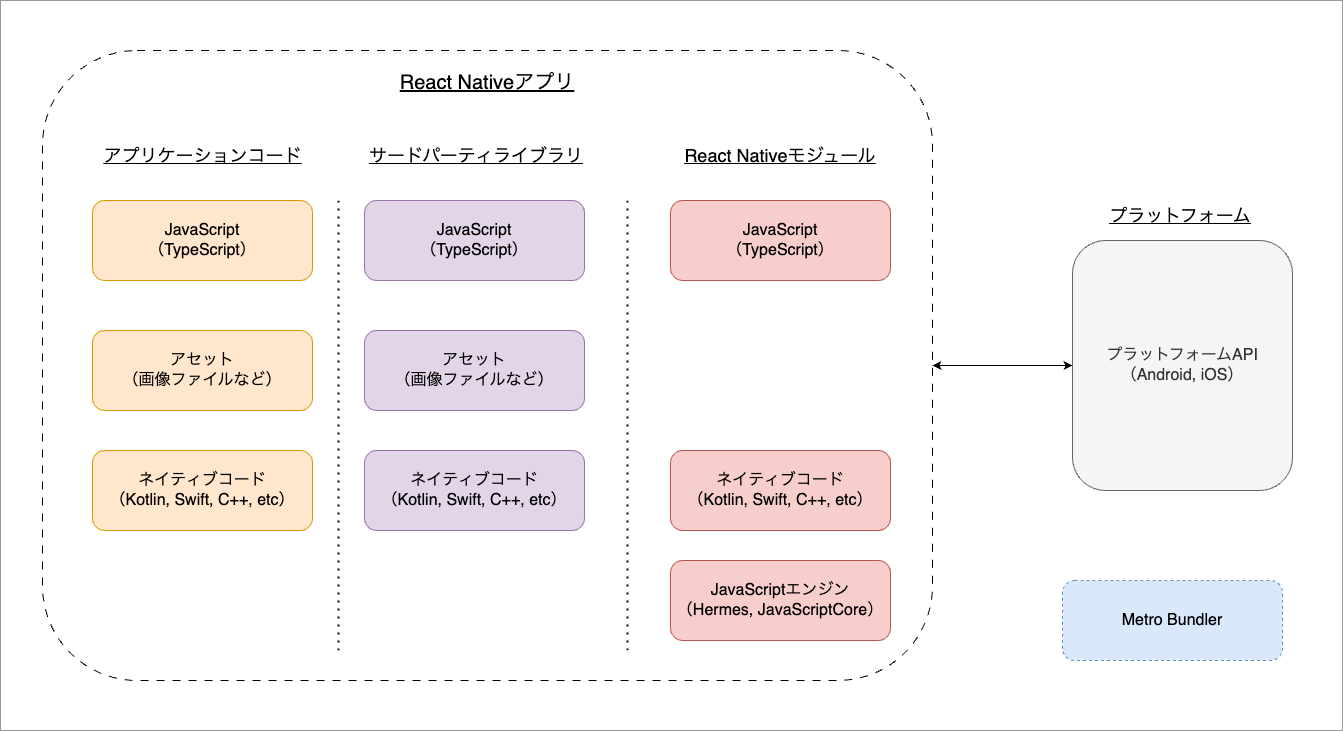 React Nativeアプリ
アプリケーションコード
JavaScript
（TypeScript）
アセット
（画像ファイルなど）
ネイティブコード
（Kotlin, Swift, C++, etc）
サードパーティライブラリ
JavaScript
（TypeScript）
アセット
（画像ファイルなど）
ネイティブコード
（Kotlin, Swift, C++, etc）
React Nativeモジュール
JavaScript
（TypeScript）
ネイティブコード
（Kotlin, Swift, C++, etc）
JavaScriptエンジン
（Hermes, JavaScriptCore）
プラットフォーム
プラットフォームAPI
（Android, iOS）
Metro Bundler